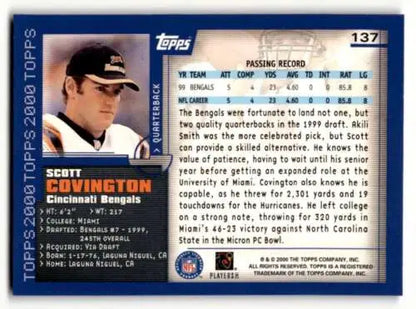 TOPPS 2000 TOPPS 2000 TOPPS
Topps
137
QUARTERBACK
PASSING RECORD
YR TEAM ATT COMP YDS AVG TD INT RAT LG
99 BENGALS 5 4 23 4.60 0 0 85.8 8
NFL CAREER 5 4 23 4.60 0 0 85.8 8
The Bengals were fortunate to land not one, but
two quality quarterbacks in the 1999 draft. Akili
Smith was the more celebrated pick, but Scott
can provide a skilled alternative. He knows the
value of patience, having to wait until his senior
year before getting an expanded role at the
University of Miami. Covington also knows he is
capable, as he threw for 2,301 yards and 19
touchdowns for the Hurricanes. He left college
on a strong note, throwing for 320 yards in
Miami's 46-23 victory against North Carolina
State in the Micron PC Bowl.
SCOTT
COVINGTON
Cincinnati Bengals
HT: 6'2" WT: 217
COLLEGE: MIAMI
DRAFTED: BENGALS #7 - 1999,
245TH OVERALL
ACQUIRED: VIA DRAFT
BORN: 1-17-76, LAGUNA NIGUEL, CA
HOME: LAGUNA NIGUEL, CA
NFL
PLAYERS
® & © 2000 THE TOPPS COMPANY, INC.
ALL RIGHTS RESERVED. TOPPS IS A REGISTERED
TRADEMARK OF THE TOPPS COMPANY, INC.